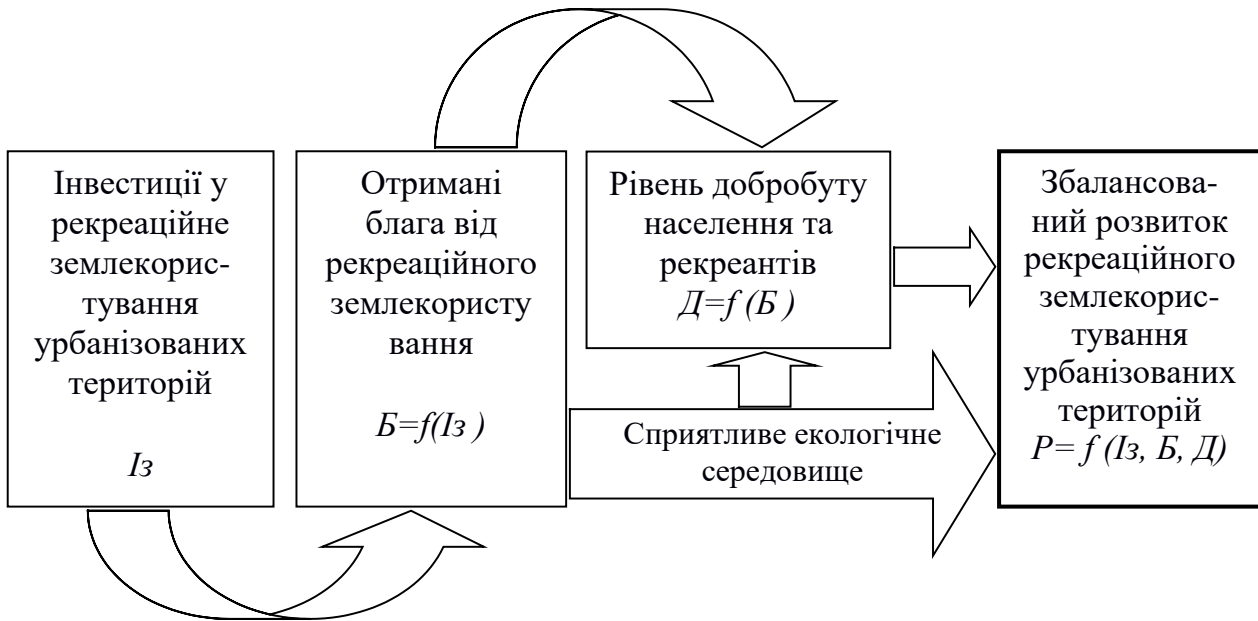 Інвестиції у
рекреаційне
землекорис-
тування
урбанізованих
територій
Із
Отримані
блага від
рекреаційного
землекористу
вання
Б=f(Із )
Рівень добробуту
населення та
рекреантів
Д=f (Б )
Сприятливе екологічне
середовище
Збалансова-
ний розвиток
рекреаційного
землекорис-
тування
урбанізованих
територій
Р= f (Із, Б, Д)